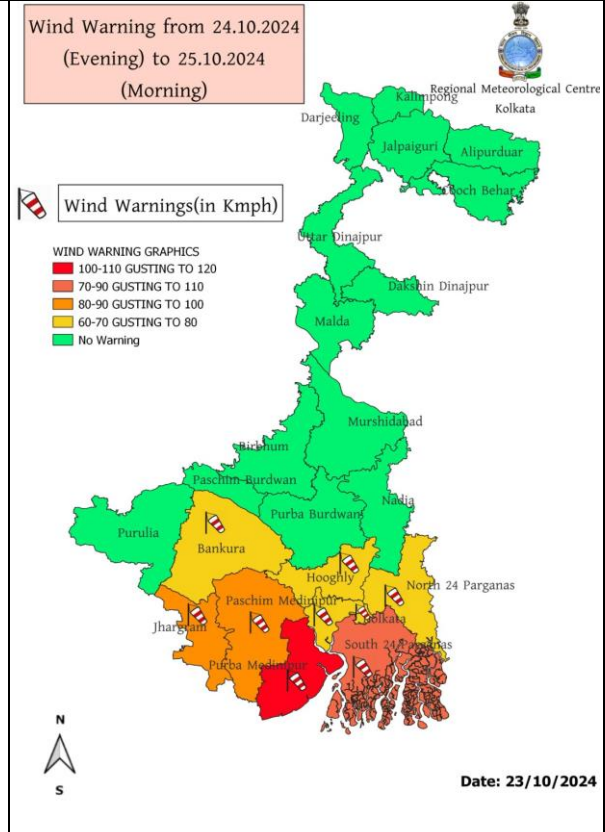 Wind Warning from 24.10.2024
(Evening) to 25.10.2024
(Morning)
Regional Meteorological Centre
Kolkata
Kalimpong
Darjeeling
Jalpaiguri
Alipurduar
Cooch Behar
Wind Warnings(in Kmph)
Uttar Dinajpur
WIND WARNING GRAPHICS
100-110 GUSTING TO 120
70-90 GUSTING TO 110
80-90 GUSTING TO 100
60-70 GUSTING TO 80
No Warning
Dakshin Dinajpur
Malda
Murshidabad
Birbhum
Paschim Burdwan
Nadia
Purba Burdwan
Purulia
Bankura
Hooghly
North 24 Parganas
Paschim Medinipur
Kolkata
Jhargram
South 24 Parganas
Purba Medinipur
N
S
Date: 23/10/2024